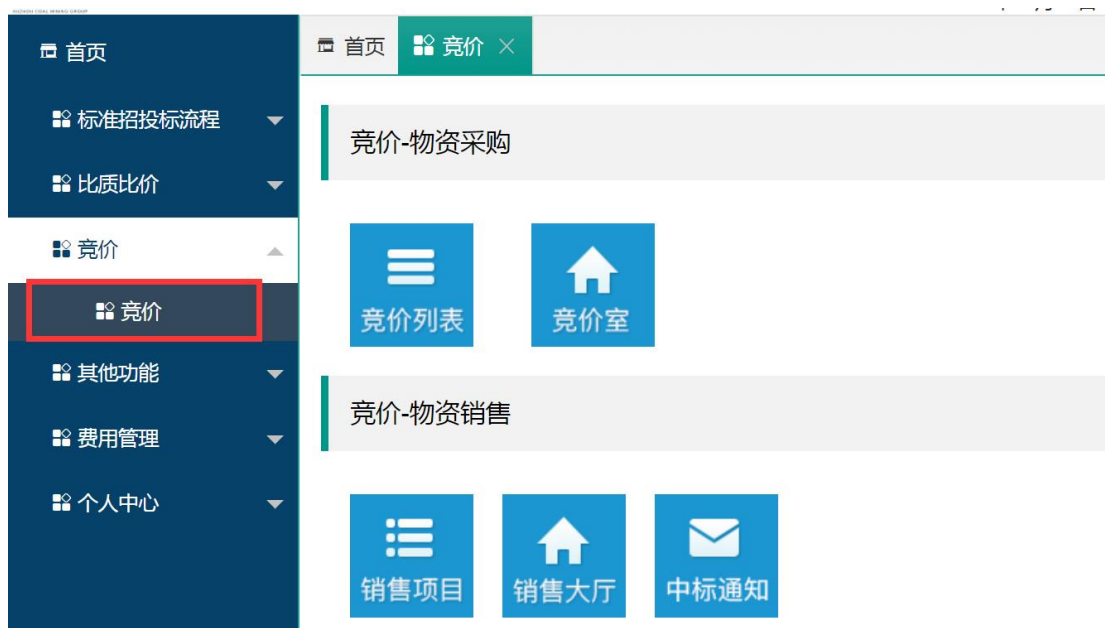 首页
标准招投标流程
比质比价
竞价
竞价
其他功能
费用管理
个人中心
首页 竞价
竞价-物资采购
竞价列表 竞价室
竞价-物资销售
销售项目 销售大厅 中标通知